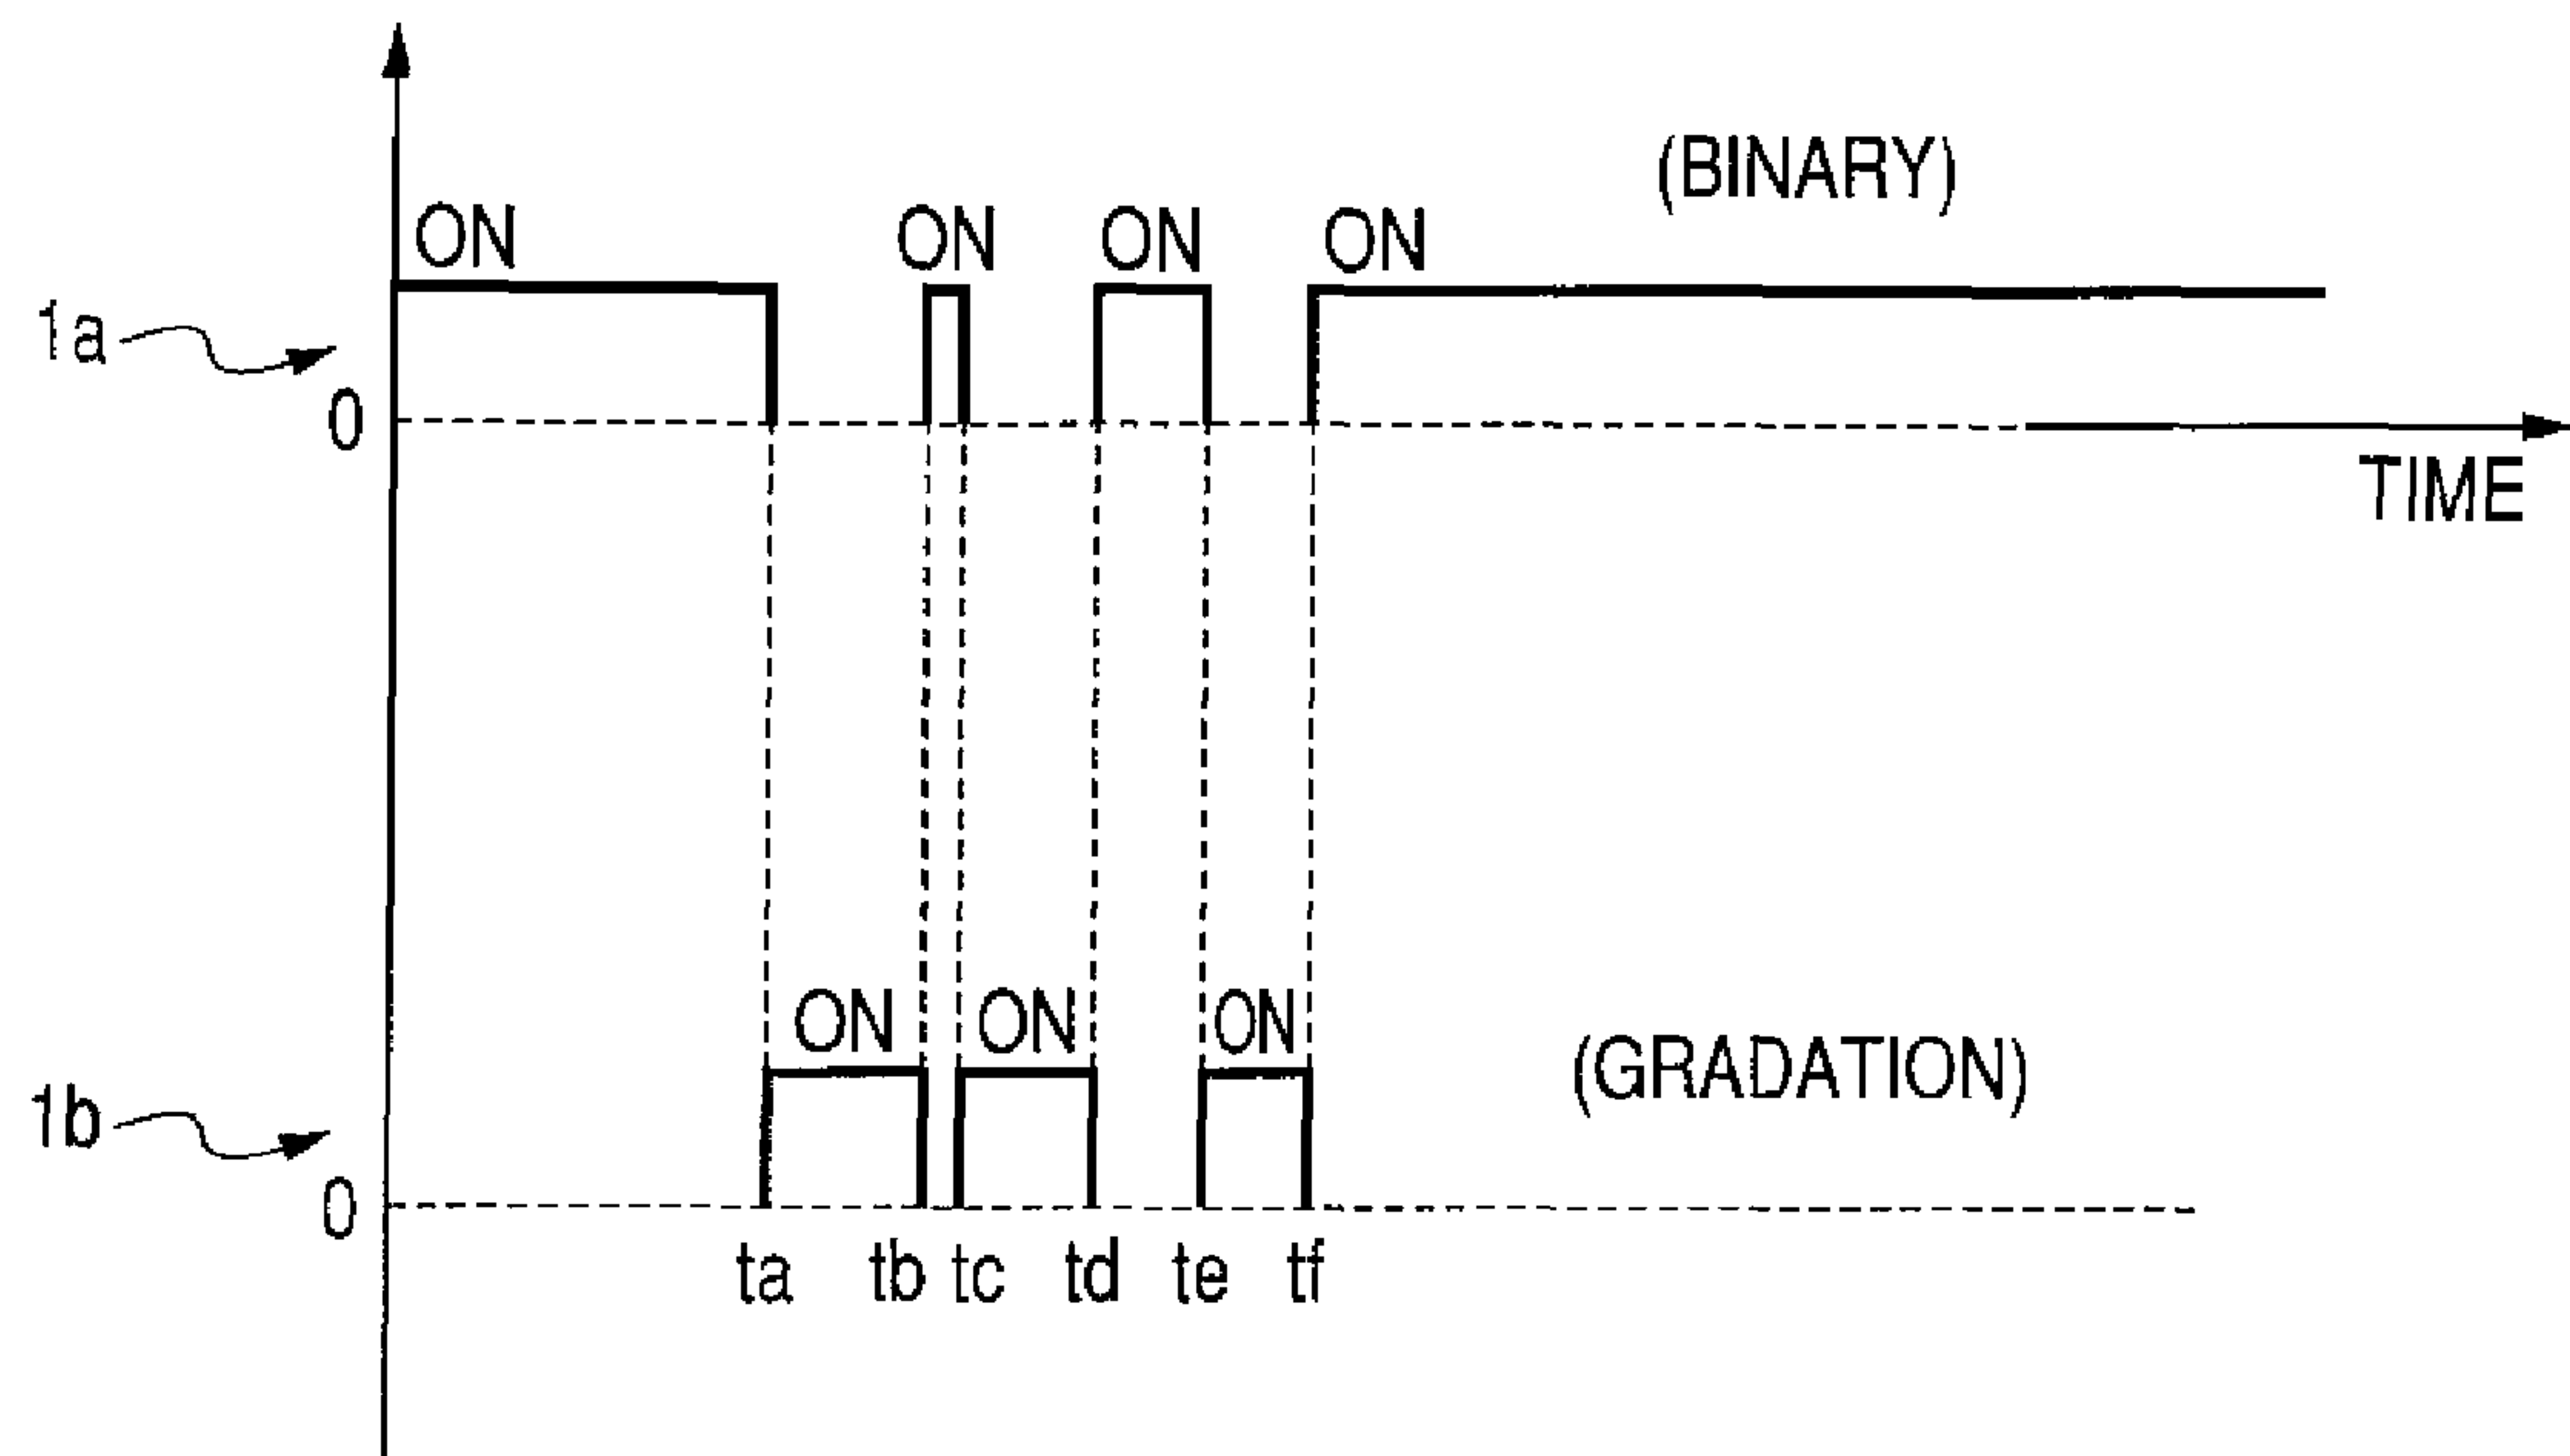 (BINARY)
ON ON ON ON
1a
0
TIME
ON ON ON
(GRADATION)
1b
0
ta tb tc td te tf